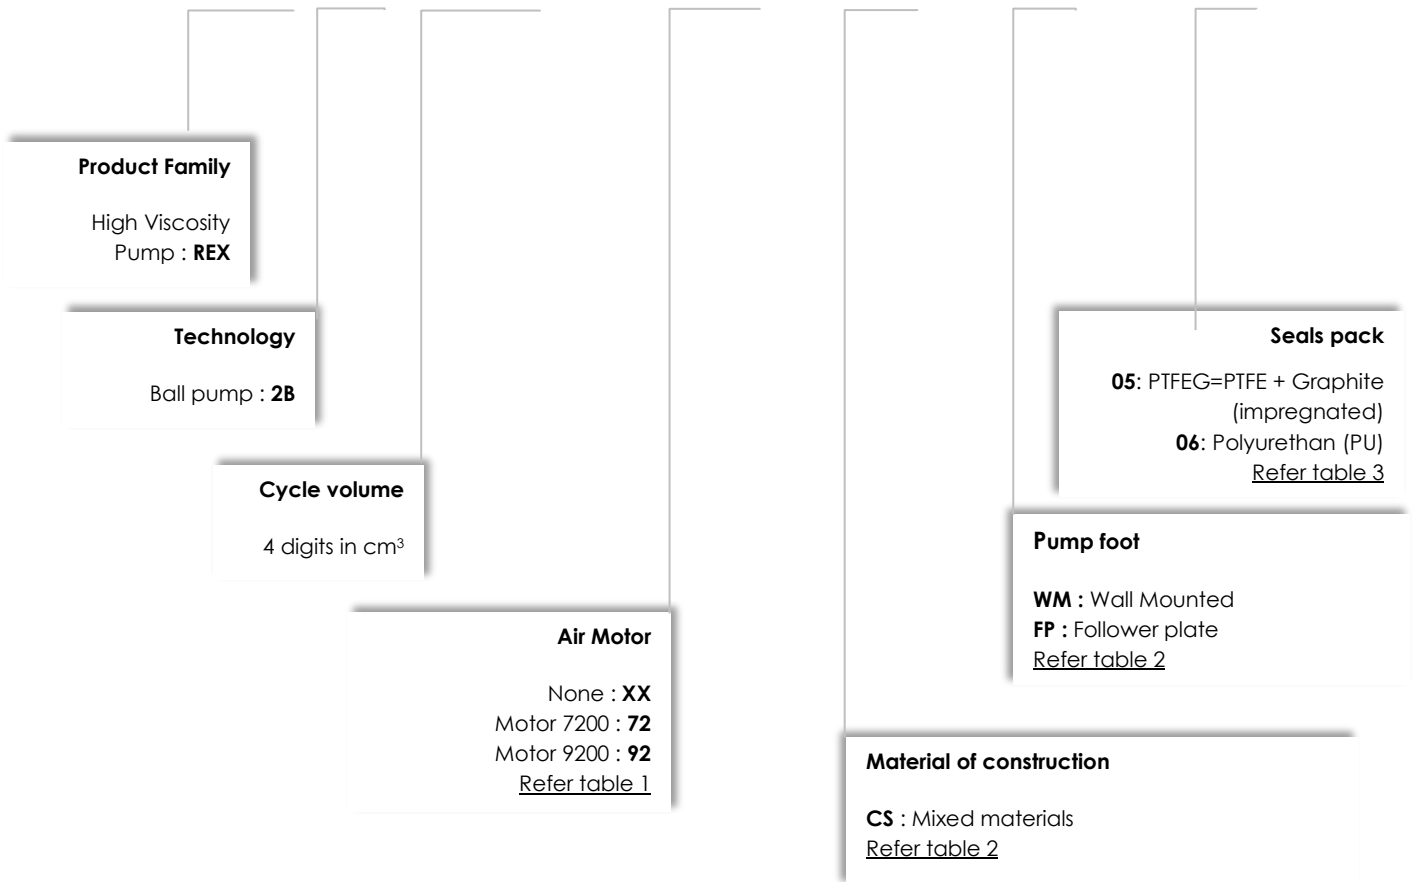 Product Family
High Viscosity
Pump : REX
Technology
Ball pump : 2B
Cycle volume
4 digits in cm³
Air Motor
None : XX
Motor 7200 : 72
Motor 9200 : 92
Refer table 1
Seals pack
05: PTFEG=PTFE + Graphite
(impregnated)
06: Polyurethan (PU)
Refer table 3
Pump foot
WM : Wall Mounted
FP : Follower plate
Refer table 2
Material of construction
CS : Mixed materials
Refer table 2